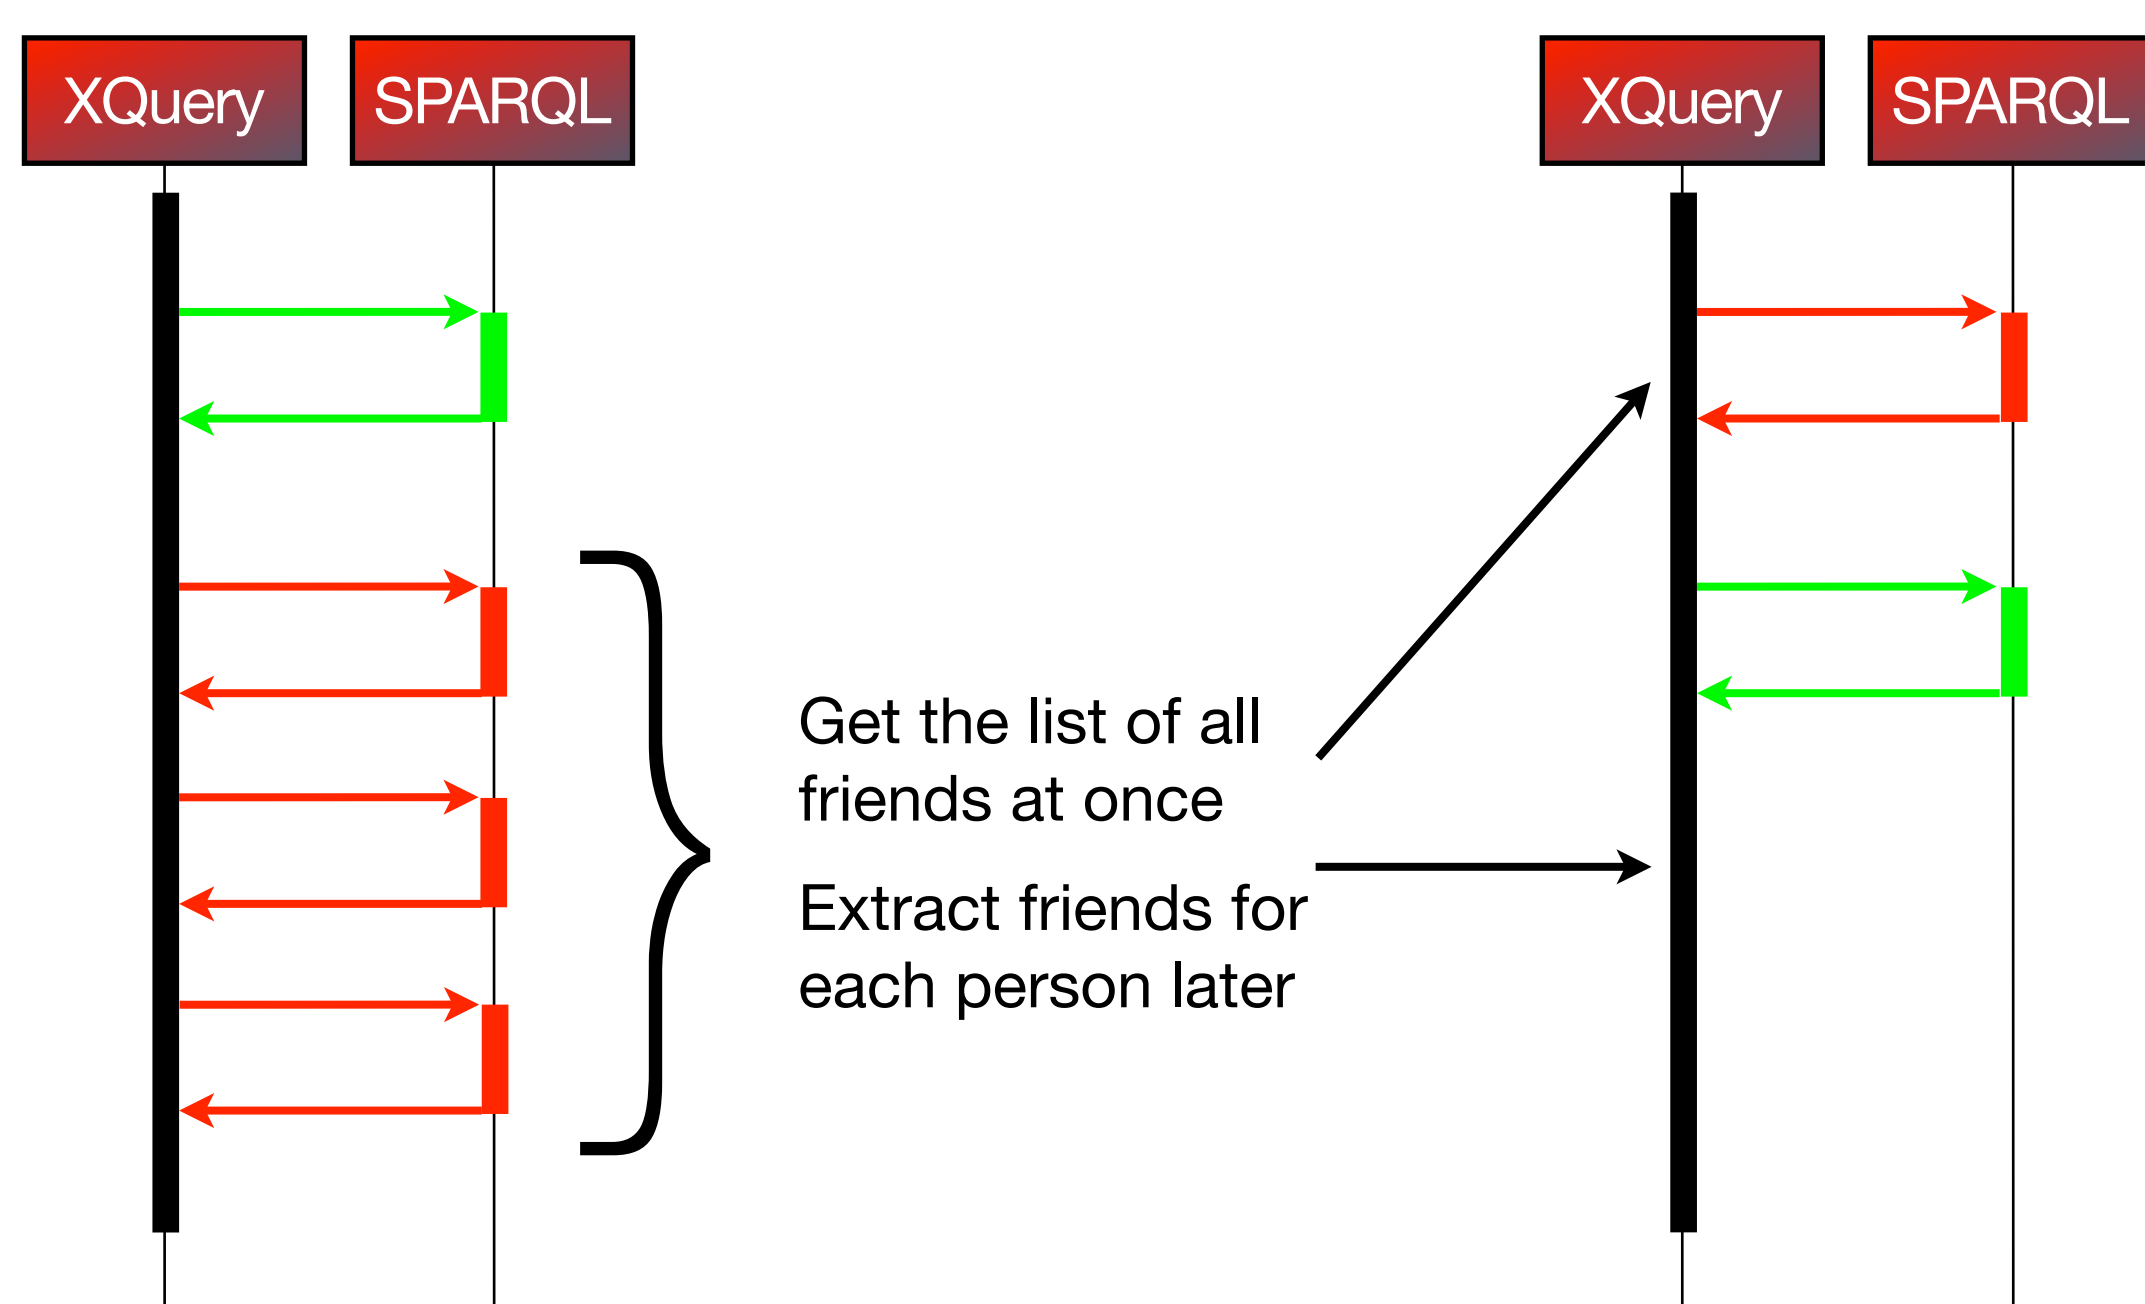 XQuery
SPARQL
XQuery
SPARQL
Get the list of all
friends at once
Extract friends for
each person later